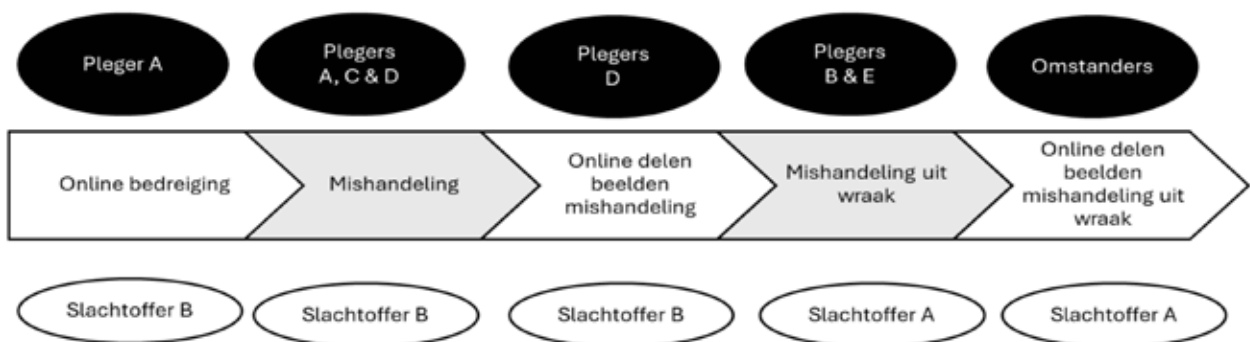 Pleger A
Plegers
A, C & D
Plegers
D
Plegers
B & E
Omstanders
Online bedreiging
Mishandeling
Online delen
beelden
mishandeling
Mishandeling uit
wraak
Online delen
beelden
mishandeling uit
wraak
Slachtoffer B
Slachtoffer B
Slachtoffer B
Slachtoffer A
Slachtoffer A